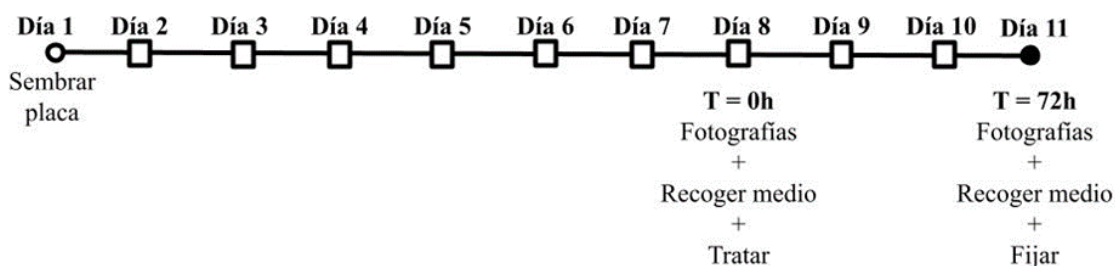 Día 1 Día 2 Día 3 Día 4 Día 5 Día 6 Día 7 Día 8 Día 9 Día 10 Día 11
Sembrar
placa
T = 0h
Fotografías
+
Recoger medio
+
Tratar
T = 72h
Fotografías
+
Recoger medio
+
Fijar